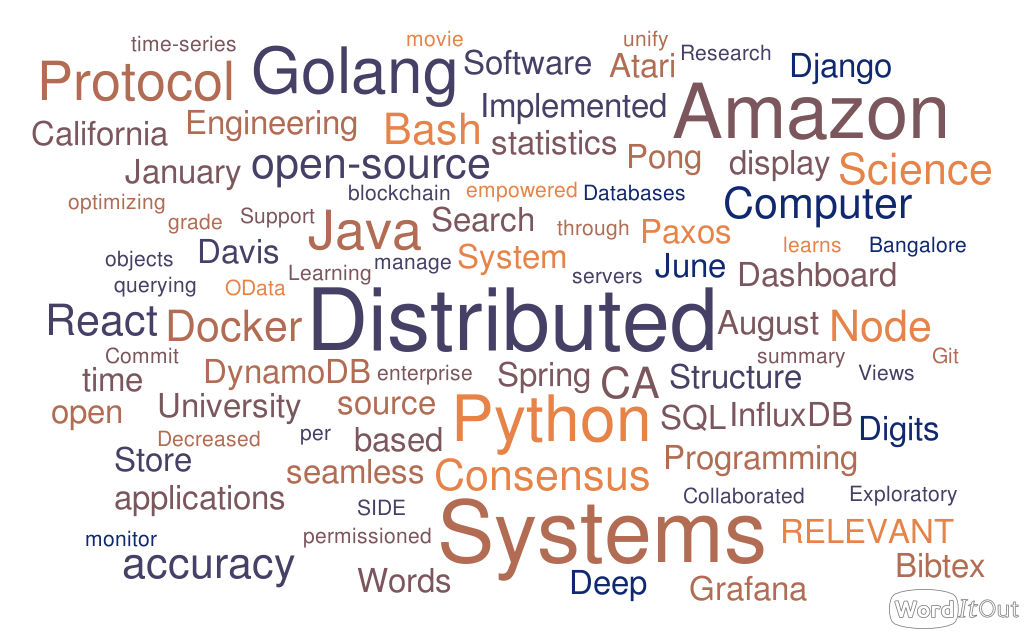 time-series movie unify
Protocol Golang Software Atari Research Django
California Engineering Bash Implemented Amazon
statistics Pong display Science
January open-source
optimizing blockchain empowered Databases Computer
grade Support Java Search through Paxos learns Bangalore
objects Davis Learning manage System servers June Dashboard
querying OData
React Docker Distributed August Node
Commit summary Git
time DynamoDB enterprise Spring CA Structure Views
open University source Python SQL InfluxDB Digits
Decreased per based
Store seamless Consensus Programming
applications SIDE Collaborated Exploratory
monitor permissioned Systems RELEVANT
accuracy Words Deep Grafana Bibtex
WordItOut